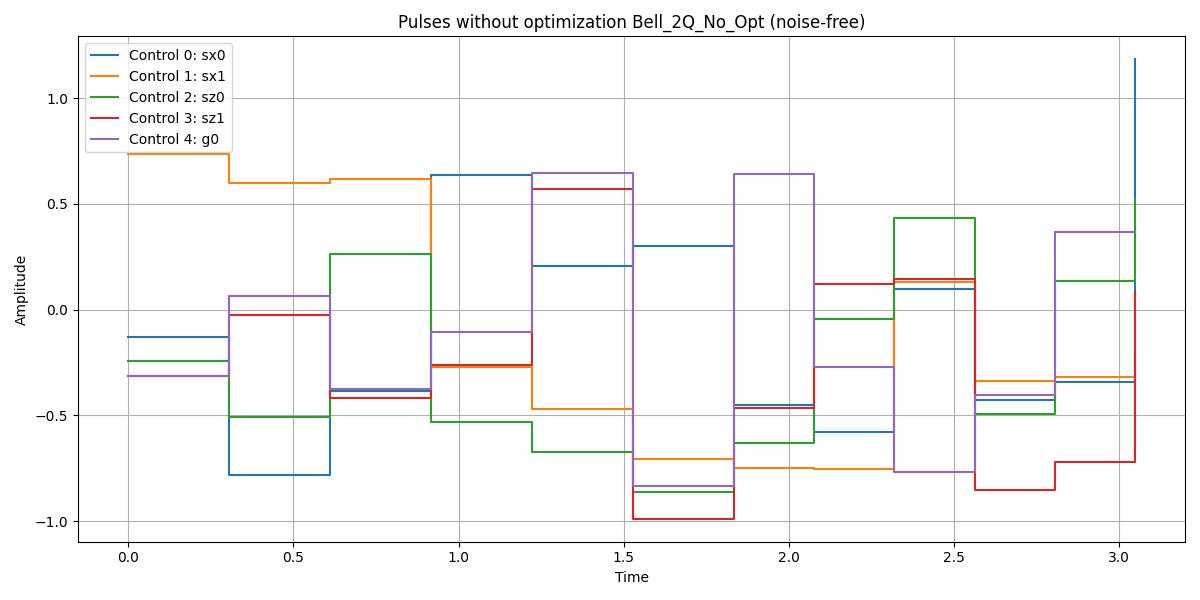 Pulses without optimization Bell_2Q_No_Opt (noise-free)
Control 0: sx0
Control 1: sx1
Control 2: sz0
Control 3: sz1
Control 4: g0
Amplitude
1.0
0.5
0.0
−0.5
−1.0
0.0 0.5 1.0 1.5 2.0 2.5 3.0
Time